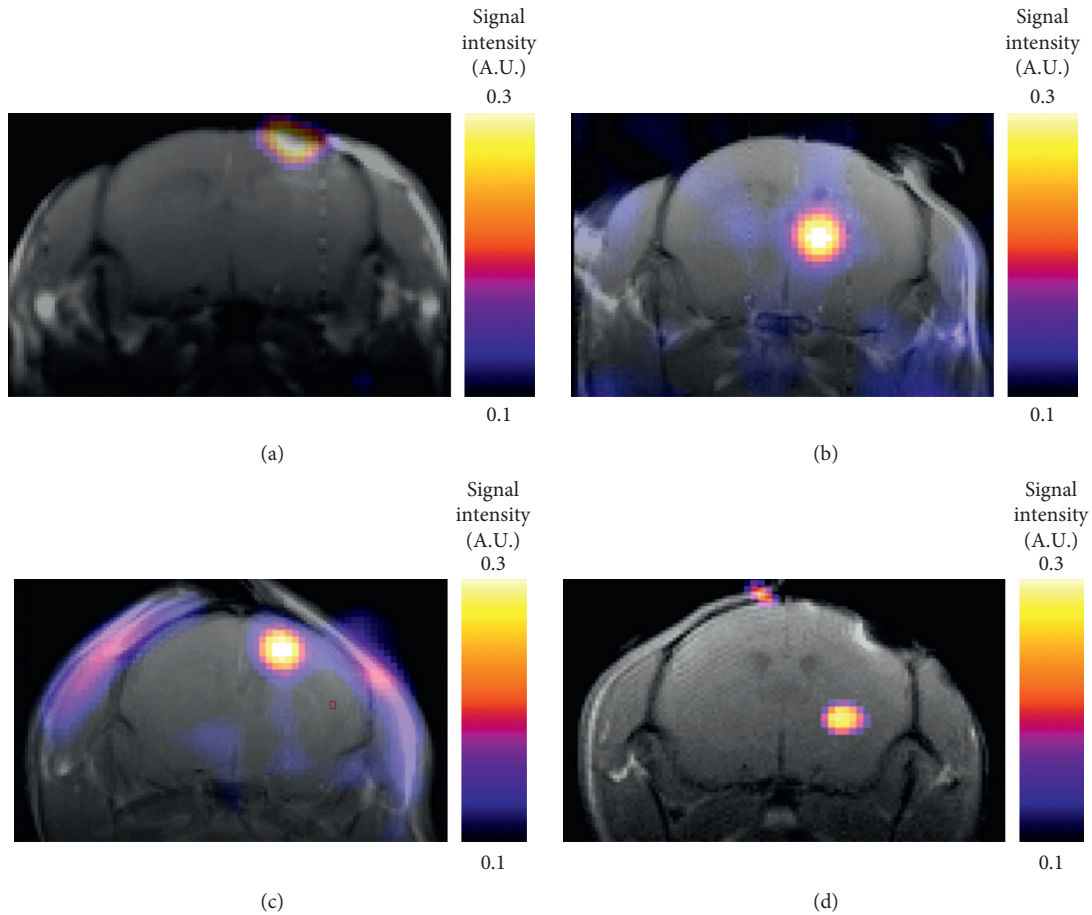 Signal
intensity
(A.U.)
0.3
0.1
(a)
Signal
intensity
(A.U.)
0.3
0.1
(b)
Signal
intensity
(A.U.)
0.3
0.1
(c)
Signal
intensity
(A.U.)
0.3
0.1
(d)